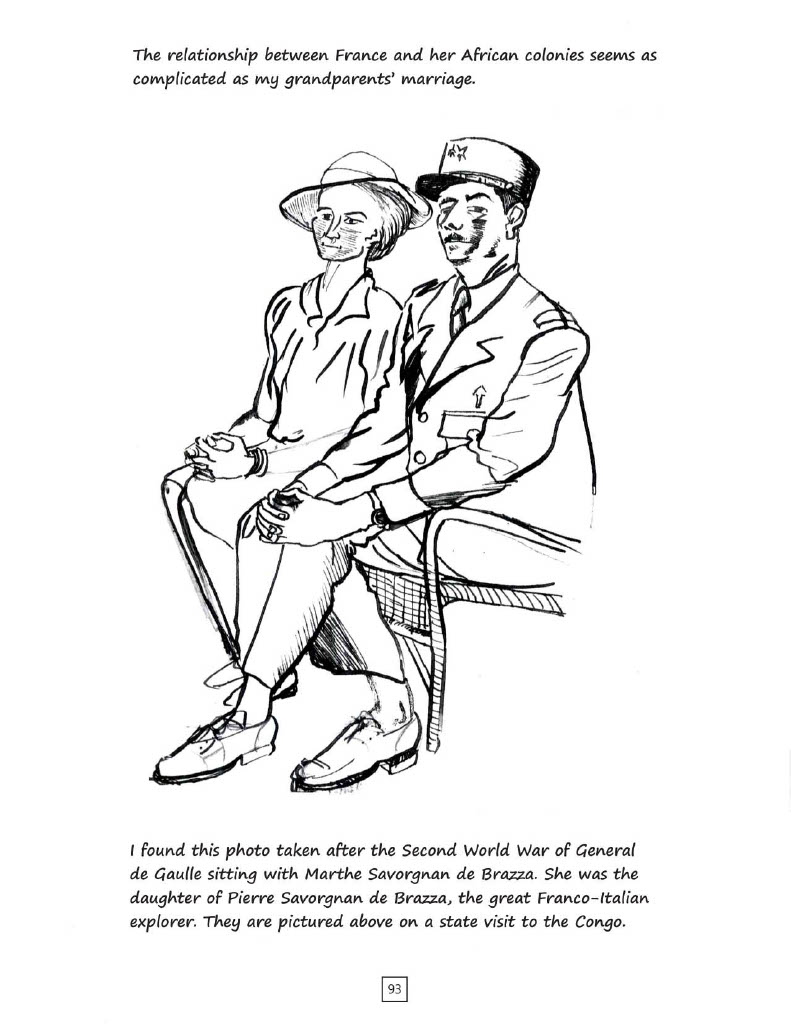 The relationship between France and her African colonies seems as
complicated as my grandparents' marriage.
I found this photo taken after the Second World War of General
de Gaulle sitting with Marthe Savorgnan de Brazza. She was the
daughter of Pierre Savorgnan de Brazza, the great Franco-Italian
explorer. They are pictured above on a state visit to the Congo.
93